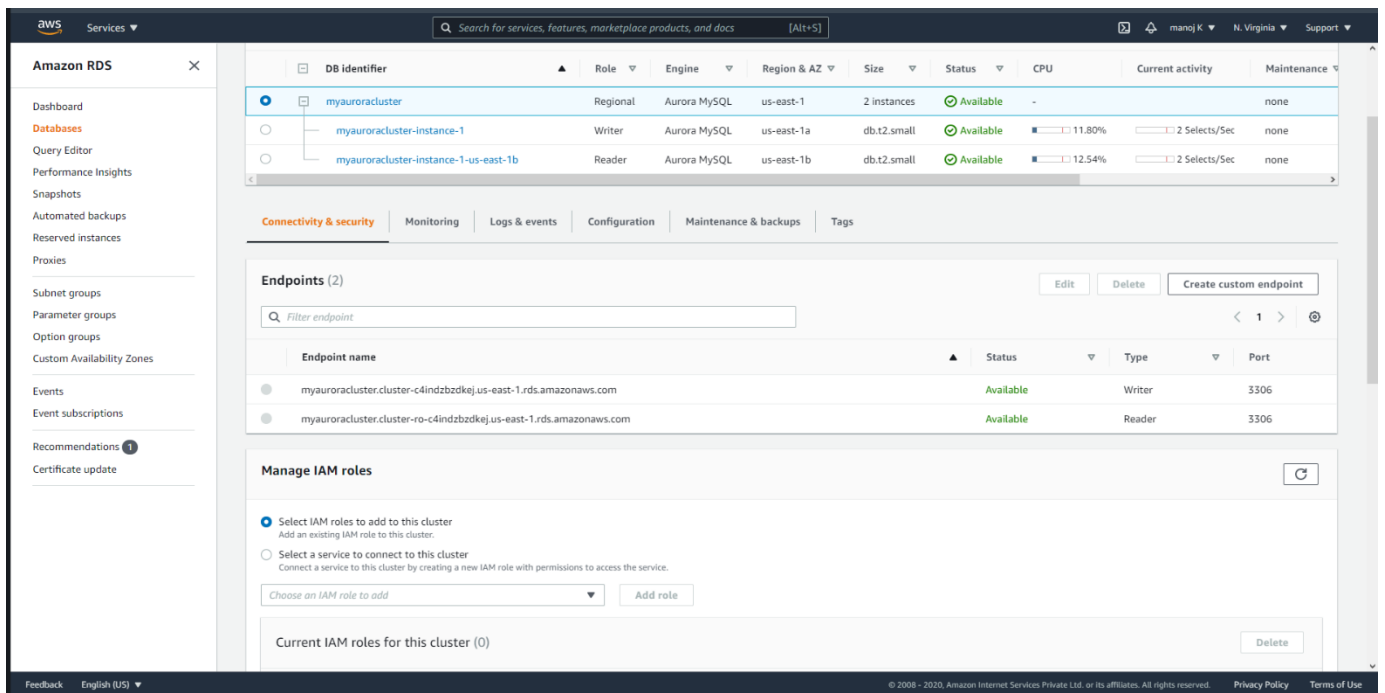 aws Services ▼ Search for services, features, marketplace products, and docs [Alt+S] manoj K ▼ N. Virginia ▼ Support ▼
Amazon RDS
Dashboard
Databases
Query Editor
Performance Insights
Snapshots
Automated backups
Reserved instances
Proxies
Subnet groups
Parameter groups
Option groups
Custom Availability Zones
Events
Event subscriptions
Recommendations 1
Certificate update
DB identifier Role Engine Region & AZ Size Status CPU Current activity Maintenance
myauroracluster Regional Aurora MySQL us-east-1 2 instances Available - none
myauroracluster-instance-1 Writer Aurora MySQL us-east-1a db.t2.small Available 11.80% 2 Selects/Sec none
myauroracluster-instance-1-us-east-1b Reader Aurora MySQL us-east-1b db.t2.small Available 12.54% 2 Selects/Sec none
Connectivity & security Monitoring Logs & events Configuration Maintenance & backups Tags
Endpoints (2) Edit Delete Create custom endpoint
Filter endpoint 1
Endpoint name Status Type Port
myauroracluster.cluster-c4indzbzdkej.us-east-1.rds.amazonaws.com Available Writer 3306
myauroracluster.cluster-ro-c4indzbzdkej.us-east-1.rds.amazonaws.com Available Reader 3306
Manage IAM roles
Select IAM roles to add to this cluster
Add an existing IAM role to this cluster.
Select a service to connect to this cluster
Connect a service to this cluster by creating a new IAM role with permissions to access the service.
Choose an IAM role to add Add role
Current IAM roles for this cluster (0) Delete
Feedback English (US) ▼ © 2008 - 2020, Amazon Internet Services Private Ltd. or its affiliates. All rights reserved. Privacy Policy Terms of Use